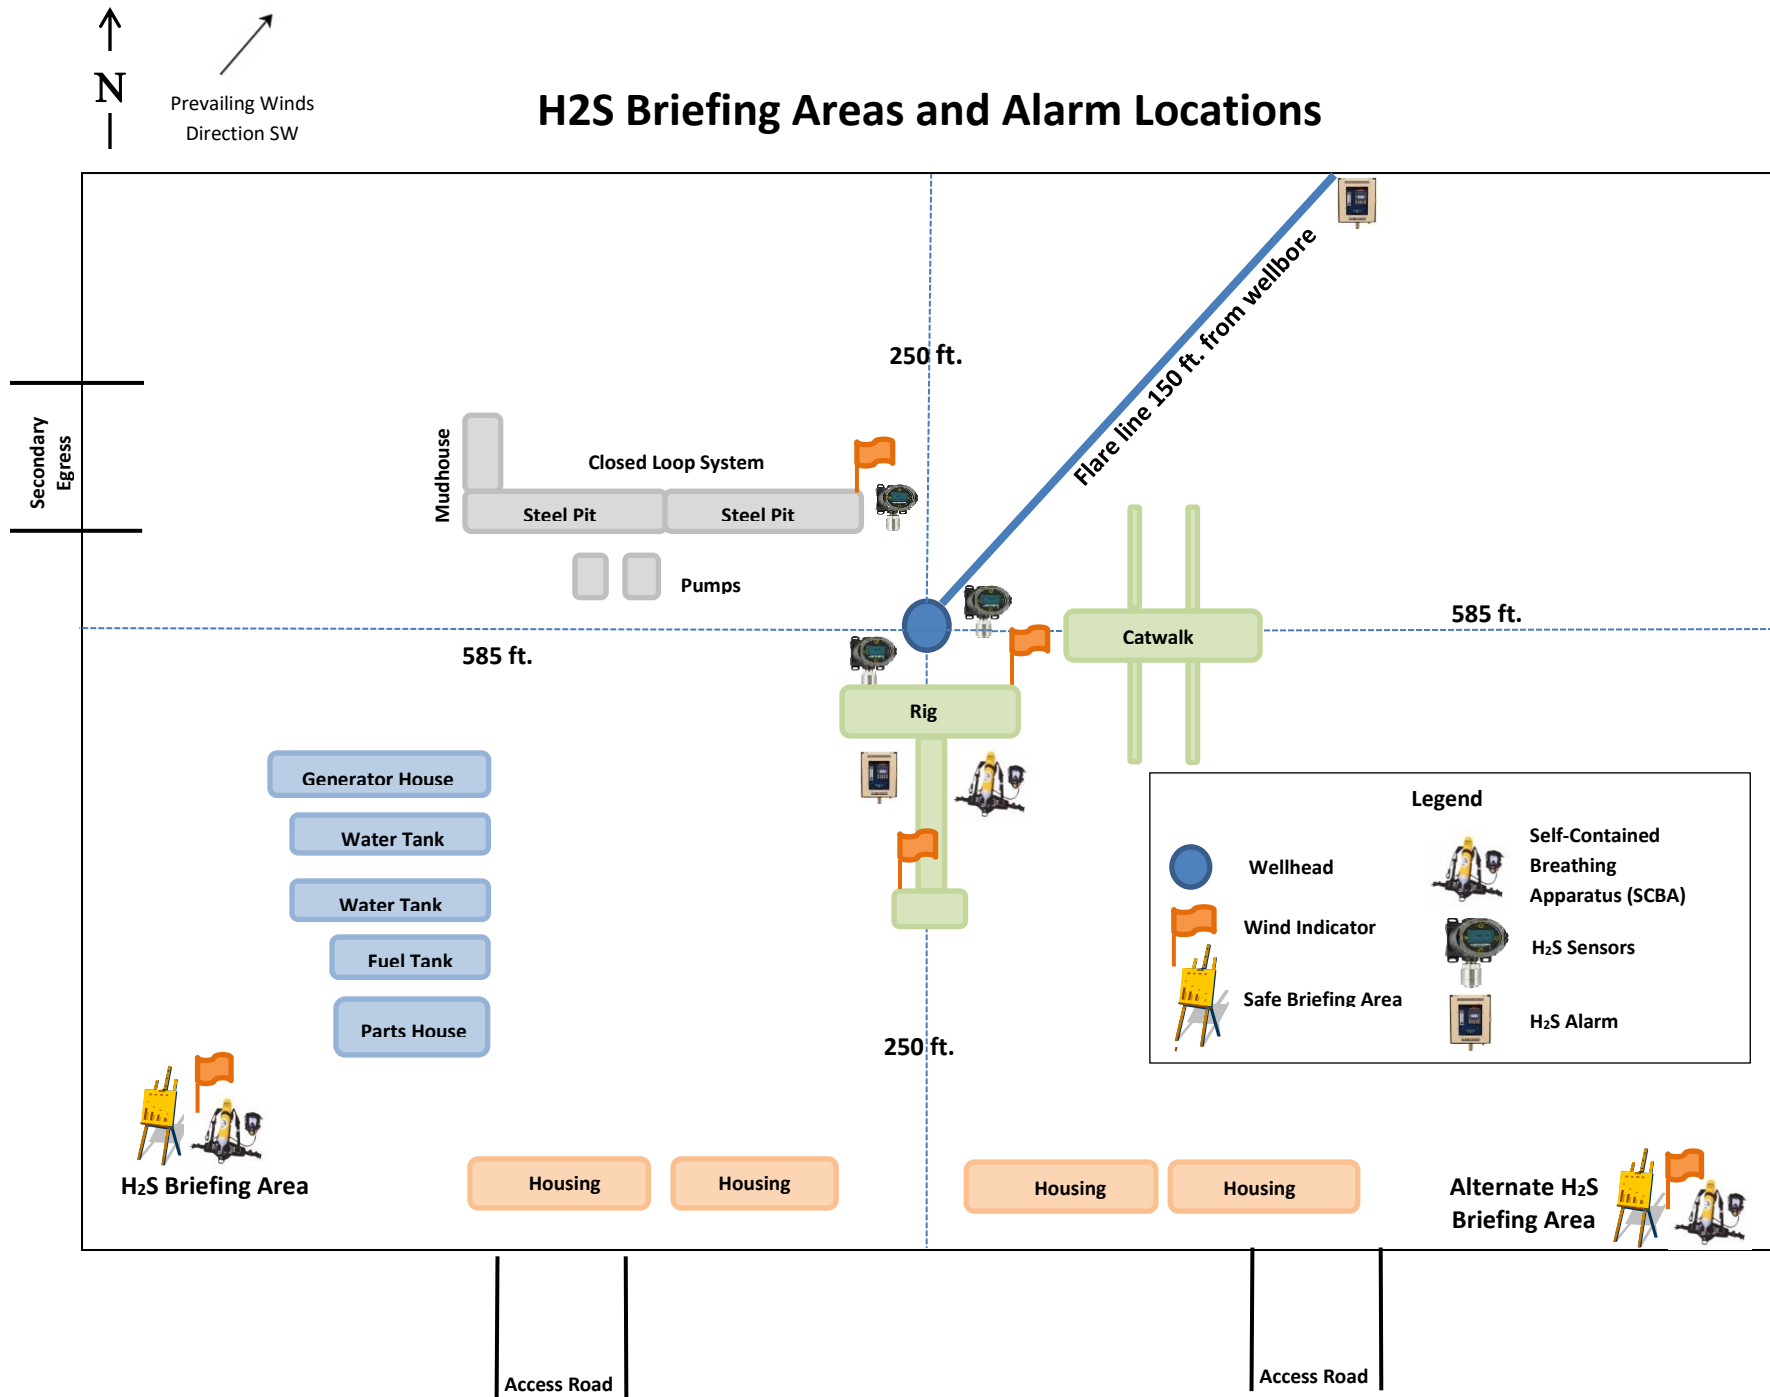 N
Prevailing Winds
Direction SW
H2S Briefing Areas and Alarm Locations
250 ft.
Flare line 150 ft. from wellbore
Secondary
Egress
Mudhouse
Closed Loop System
Steel Pit
Steel Pit
Pumps
585 ft.
585 ft.
Catwalk
Rig
Generator House
Water Tank
Water Tank
Fuel Tank
Parts House
250 ft.
Legend
Wellhead
Wind Indicator
Safe Briefing Area
Self-Contained
Breathing
Apparatus (SCBA)
H2S Sensors
H2S Alarm
H2S Briefing Area
Housing
Housing
Housing
Housing
Alternate H2S
Briefing Area
Access Road
Access Road